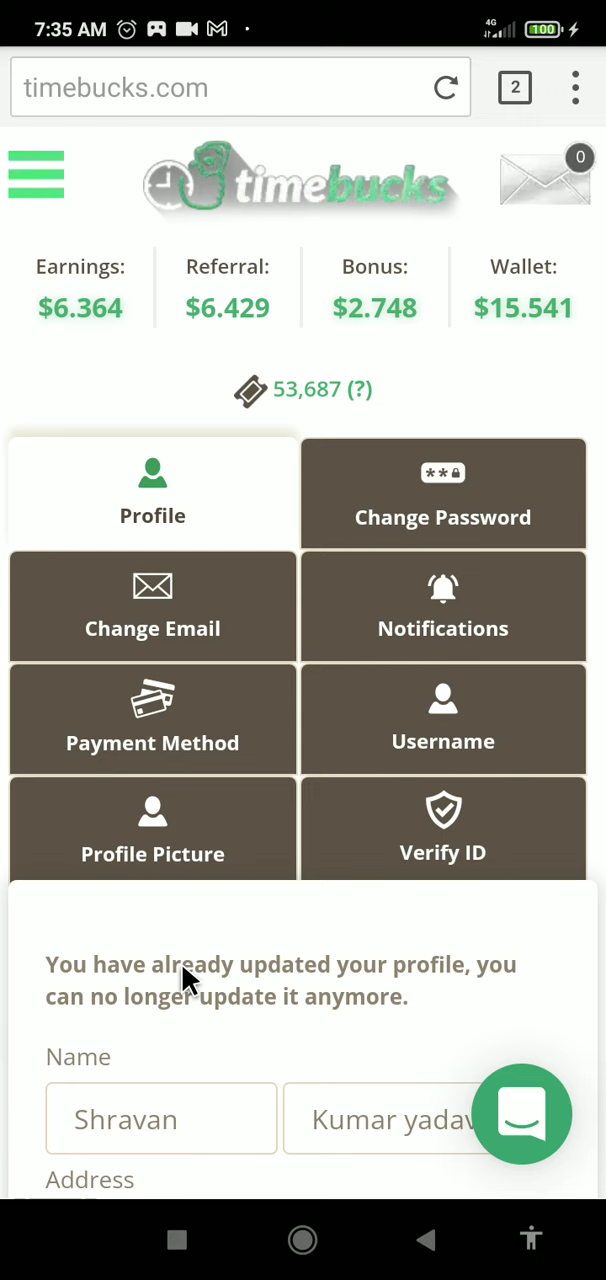 7:35 AM
4G
100
timebucks.com
2
timebucks
0
Earnings: Referral: Bonus: Wallet:
$6.364 $6.429 $2.748 $15.541
53,687 (?)
Profile
**
Change Password
Change Email
Notifications
Payment Method
Username
Profile Picture
Verify ID
You have already updated your profile, you
can no longer update it anymore.
Name
Shravan
Kumar yadav
Address